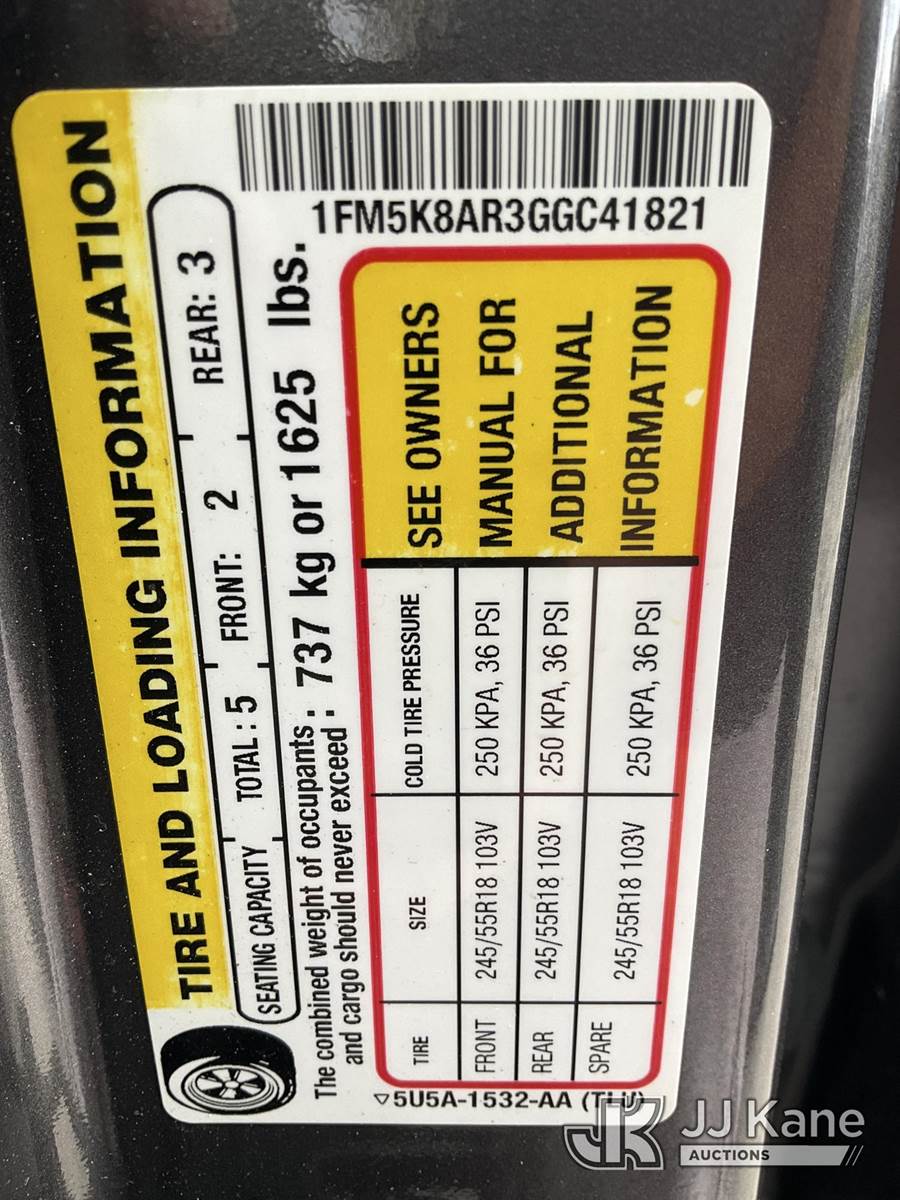 TIRE AND LOADING INFORMATION
SEATING CAPACITY TOTAL : 5 FRONT: 2 REAR: 3
The combined weight of occupants : 737 kg or 1625 lbs.
and cargo should never exceed
1FM5K8AR3GGC41821
TIRE SIZE COLD TIRE PRESSURE
FRONT 245/55R18 103V 250 KPA, 36 PSI
REAR 245/55R18 103V 250 KPA, 36 PSI
SPARE 245/55R18 103V 250 KPA, 36 PSI
SEE OWNERS
MANUAL FOR
ADDITIONAL
INFORMATION
5U5A-1532-AA (TLU)
JK JJ Kane
AUCTIONS